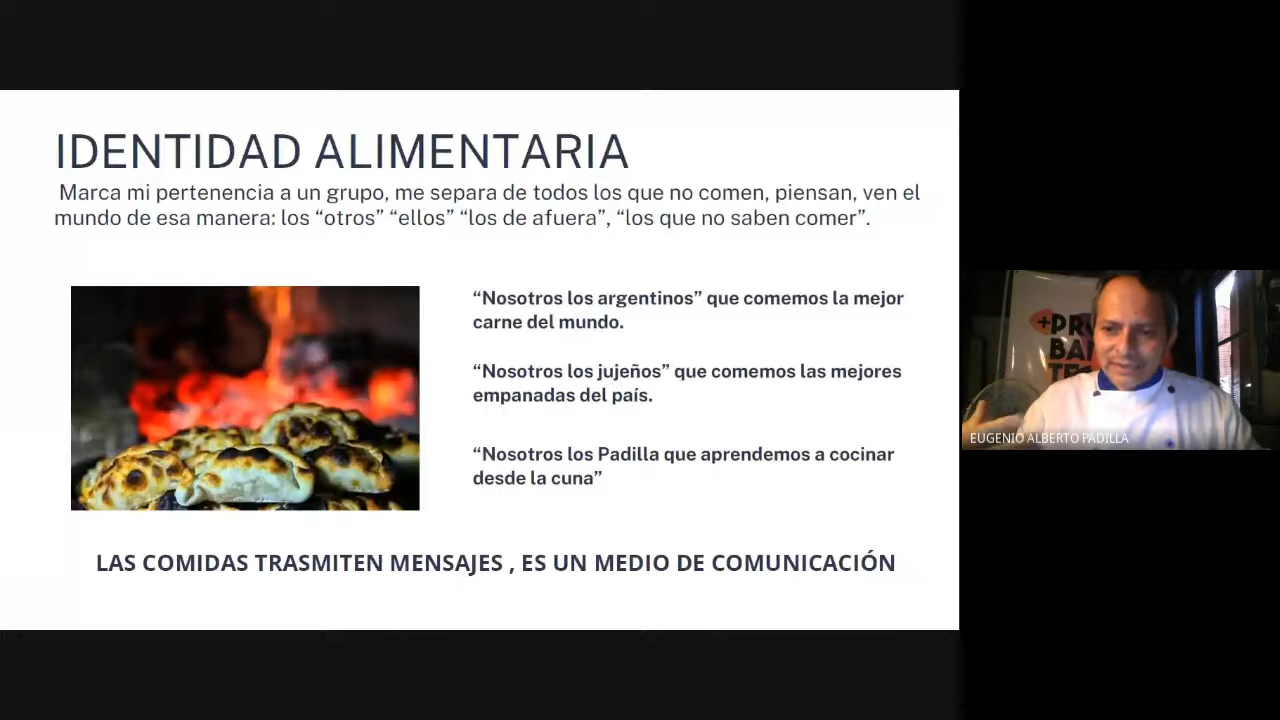 IDENTIDAD ALIMENTARIA
Marca mi pertenencia a un grupo, me separa de todos los que no comen, piensan, ven el
mundo de esa manera: los “otros” “ellos” “los de afuera”, “los que no saben comer”.
“Nosotros los argentinos” que comemos la mejor
carne del mundo.
“Nosotros los jujeños” que comemos las mejores
empanadas del país.
“Nosotros los Padilla que aprendemos a cocinar
desde la cuna”
LAS COMIDAS TRASMITEN MENSAJES , ES UN MEDIO DE COMUNICACIÓN
EUGENIO ALBERTO PADILLA